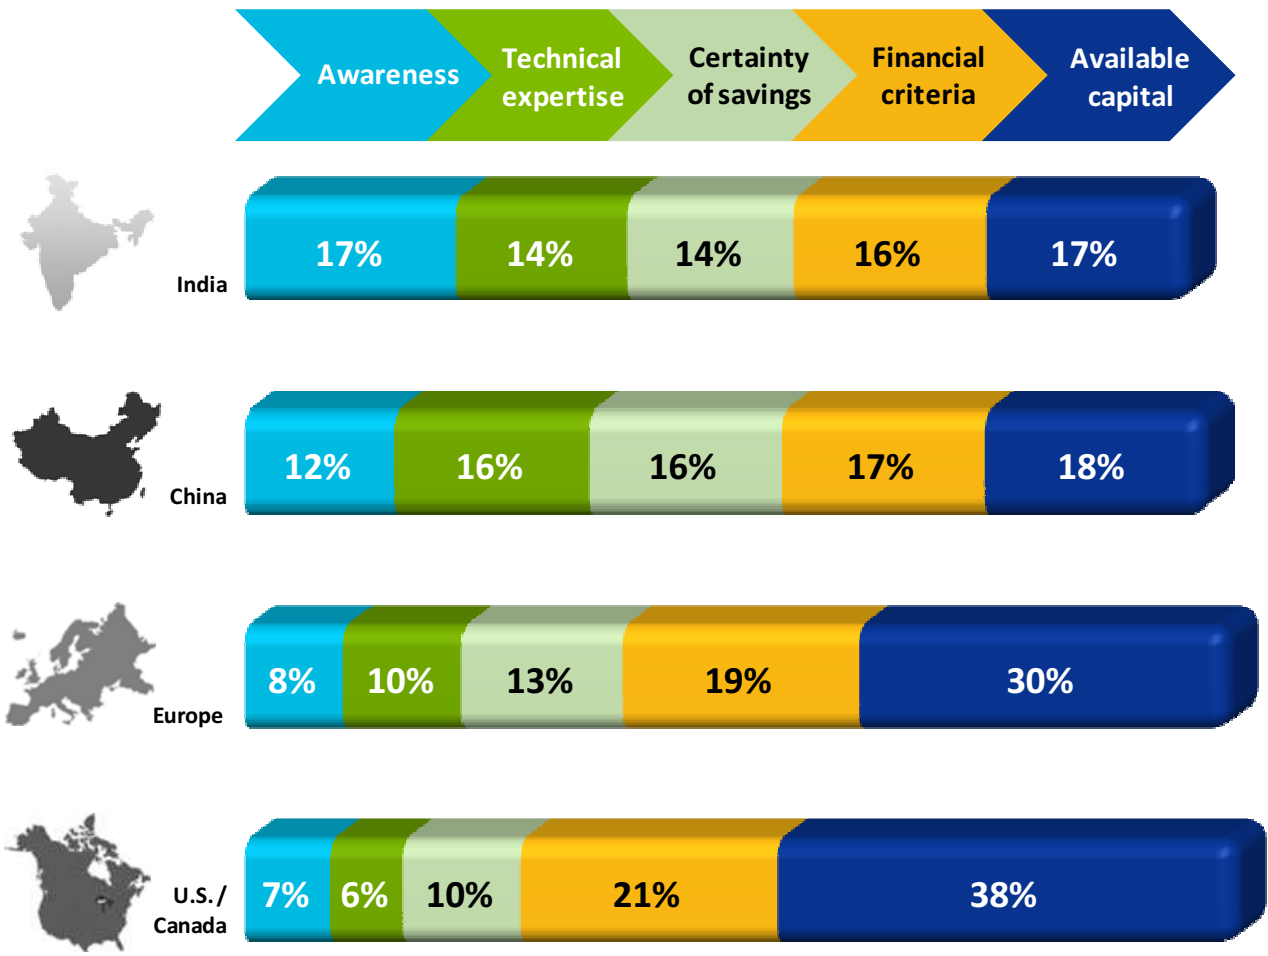 Awareness
Technical
expertise
Certainty
of savings
Financial
criteria
Available
capital
17%
14%
14%
16%
17%
India
12%
16%
16%
17%
18%
China
8%
10%
13%
19%
30%
Europe
7%
6%
10%
21%
38%
U.S. /
Canada